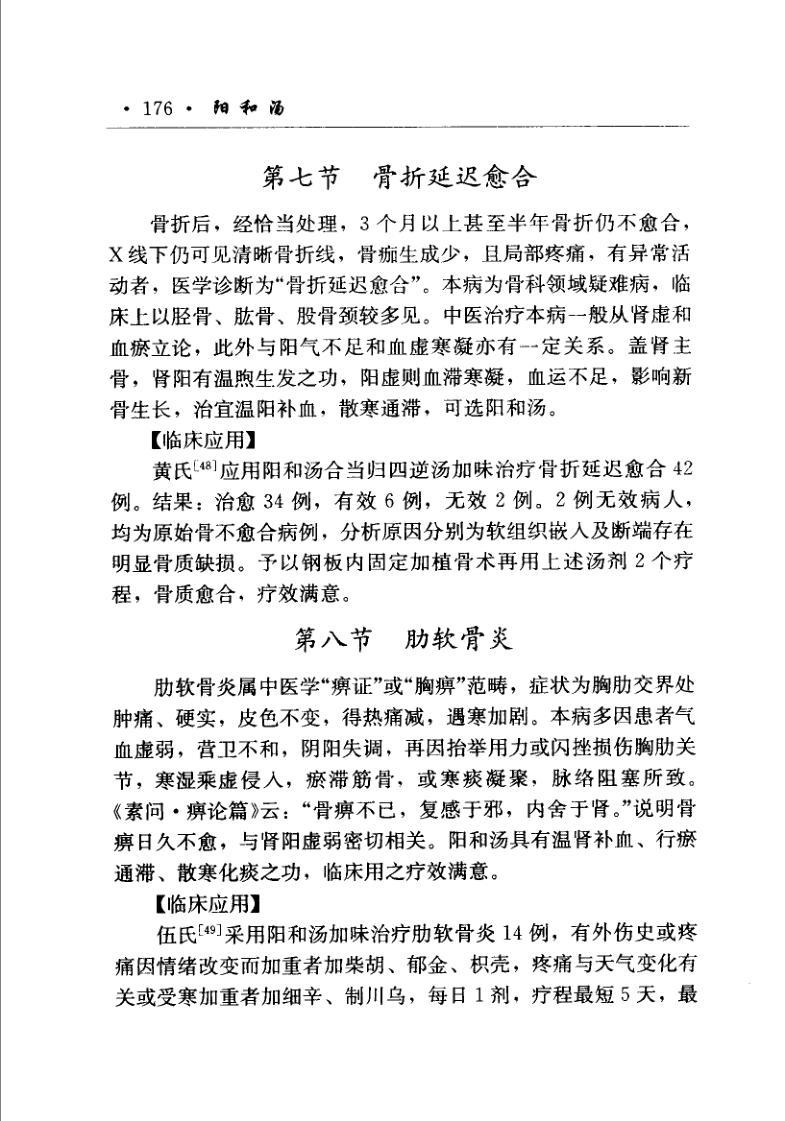 · 176 · 阳和汤
第七节 骨折延迟愈合
骨折后，经恰当处理，3 个月以上甚至半年骨折仍不愈合，
X 线下仍可见清晰骨折线，骨痂生成少，且局部疼痛，有异常活
动者，医学诊断为“骨折延迟愈合”。本病为骨科领域疑难病，临
床上以胫骨、肱骨、股骨颈较多见。中医治疗本病一般从肾虚和
血瘀立论，此外与阳气不足和血虚寒凝亦有一定关系。盖肾主
骨，肾阳有温煦生发之功，阳虚则血滞寒凝，血运不足，影响新
骨生长，治宜温阳补血，散寒通滞，可选阳和汤。
【临床应用】
黄氏[48]应用阳和汤合当归四逆汤加味治疗骨折延迟愈合 42
例。结果：治愈 34 例，有效 6 例，无效 2 例。2 例无效病人，
均为原始骨不愈合病例，分析原因分别为软组织嵌入及断端存在
明显骨质缺损。予以钢板内固定加植骨术再用上述汤剂 2 个疗
程，骨质愈合，疗效满意。
第八节 肋软骨炎
肋软骨炎属中医学“痹证”或“胸痹”范畴，症状为胸肋交界处
肿痛、硬实，皮色不变，得热痛减，遇寒加剧。本病多因患者气
血虚弱，营卫不和，阴阳失调，再因抬举用力或闪挫损伤胸肋关
节，寒湿乘虚侵入，瘀滞筋骨，或寒痰凝聚，脉络阻塞所致。
《素问·痹论篇》云：“骨痹不已，复感于邪，内舍于肾。”说明骨
痹日久不愈，与肾阳虚弱密切相关。阳和汤具有温肾补血、行瘀
通滞、散寒化痰之功，临床用之疗效满意。
【临床应用】
伍氏[49]采用阳和汤加味治疗肋软骨炎 14 例，有外伤史或疼
痛因情绪改变而加重者加柴胡、郁金、枳壳，疼痛与天气变化有
关或受寒加重者加细辛、制川乌，每日 1 剂，疗程最短 5 天，最